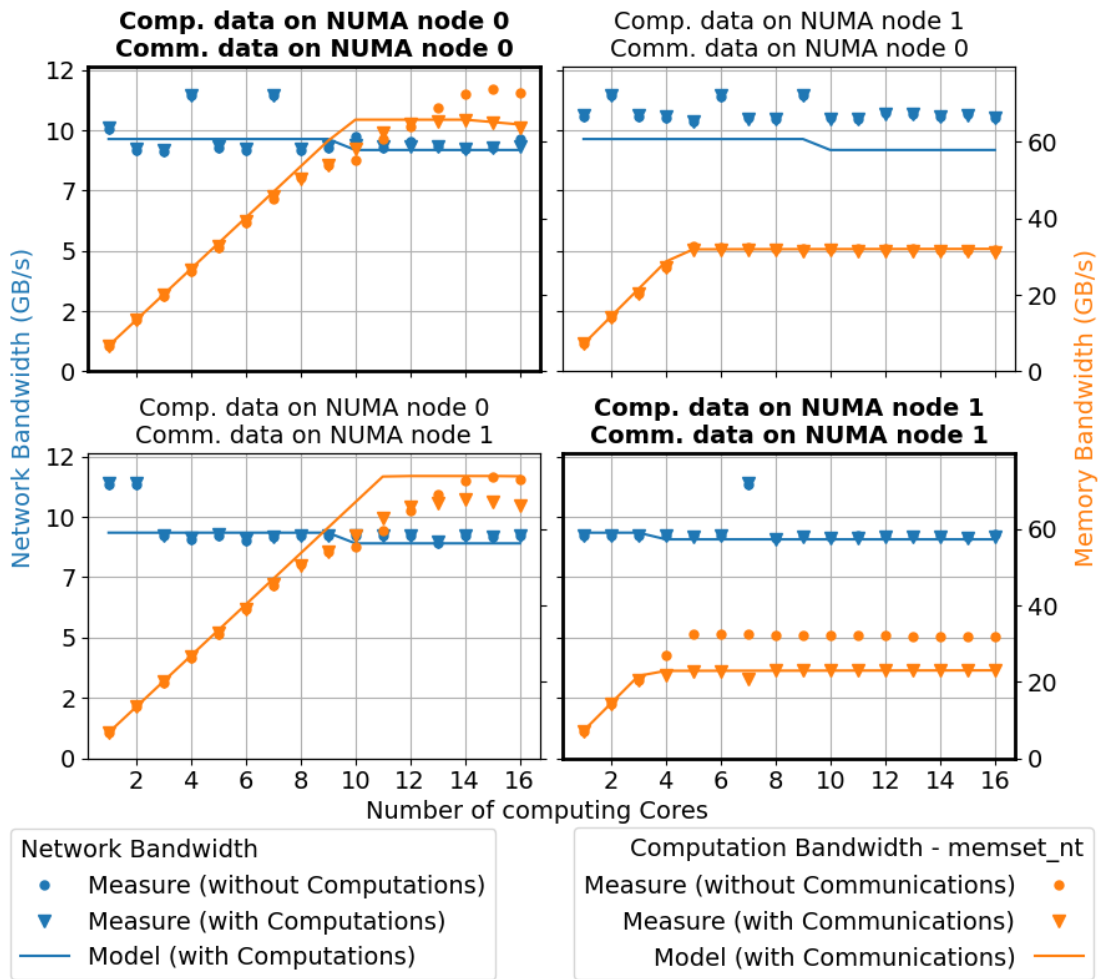 Comp. data on NUMA node 0
Comm. data on NUMA node 0
Comp. data on NUMA node 1
Comm. data on NUMA node 0
12
10
7
5
2
0
60
40
20
0
Network Bandwidth (GB/s)
Memory Bandwidth (GB/s)
Comp. data on NUMA node 0
Comm. data on NUMA node 1
Comp. data on NUMA node 1
Comm. data on NUMA node 1
12
10
7
5
2
0
60
40
20
0
2 4 6 8 10 12 14 16
2 4 6 8 10 12 14 16
Number of computing Cores
Network Bandwidth
Measure (without Computations)
Measure (with Computations)
Model (with Computations)
Computation Bandwidth - memset_nt
Measure (without Communications)
Measure (with Communications)
Model (with Communications)